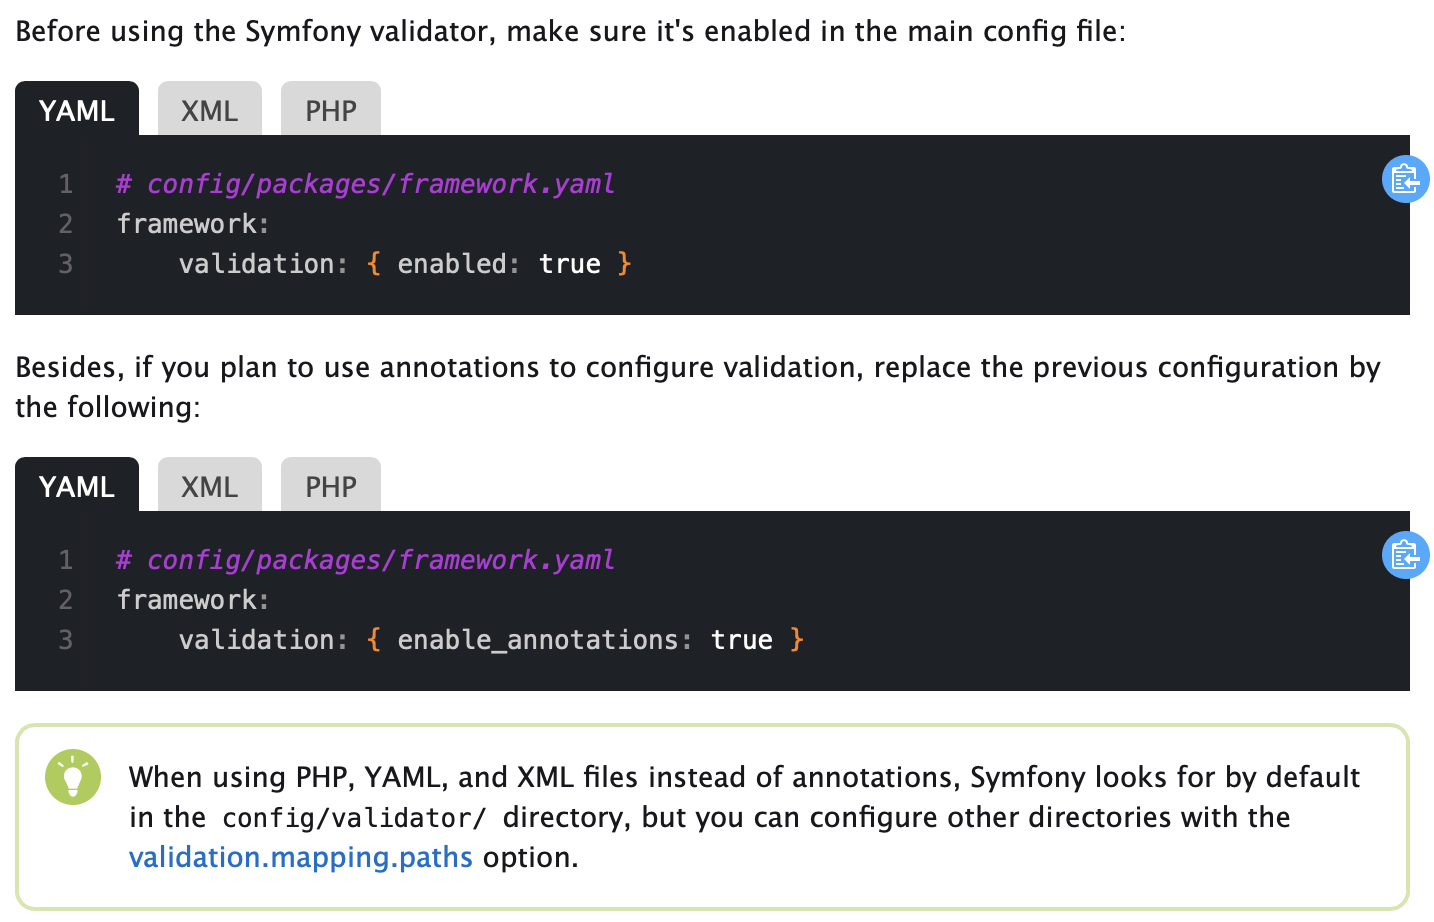 Before using the Symfony validator, make sure it's enabled in the main config file:
YAML XML PHP
1 # config/packages/framework.yaml
2 framework:
3     validation: { enabled: true }
Besides, if you plan to use annotations to configure validation, replace the previous configuration by
the following:
YAML XML PHP
1 # config/packages/framework.yaml
2 framework:
3     validation: { enable_annotations: true }
When using PHP, YAML, and XML files instead of annotations, Symfony looks for by default
in the config/validator/ directory, but you can configure other directories with the
validation.mapping.paths option.